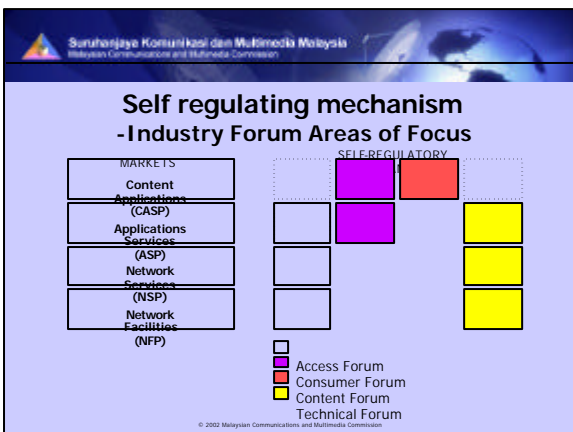 Suruhanjaya Komunikasi dan Multimedia Malaysia
Malaysian Communications and Multimedia Commission
Self regulating mechanism
-Industry Forum Areas of Focus
MARKETS
SELF-REGULATORY
Content
Applications
(CASP)
Applications
Services
(ASP)
Network
Services
(NSP)
Network
Facilities
(NFP)
Access Forum
Consumer Forum
Content Forum
Technical Forum
© 2002 Malaysian Communications and Multimedia Commission